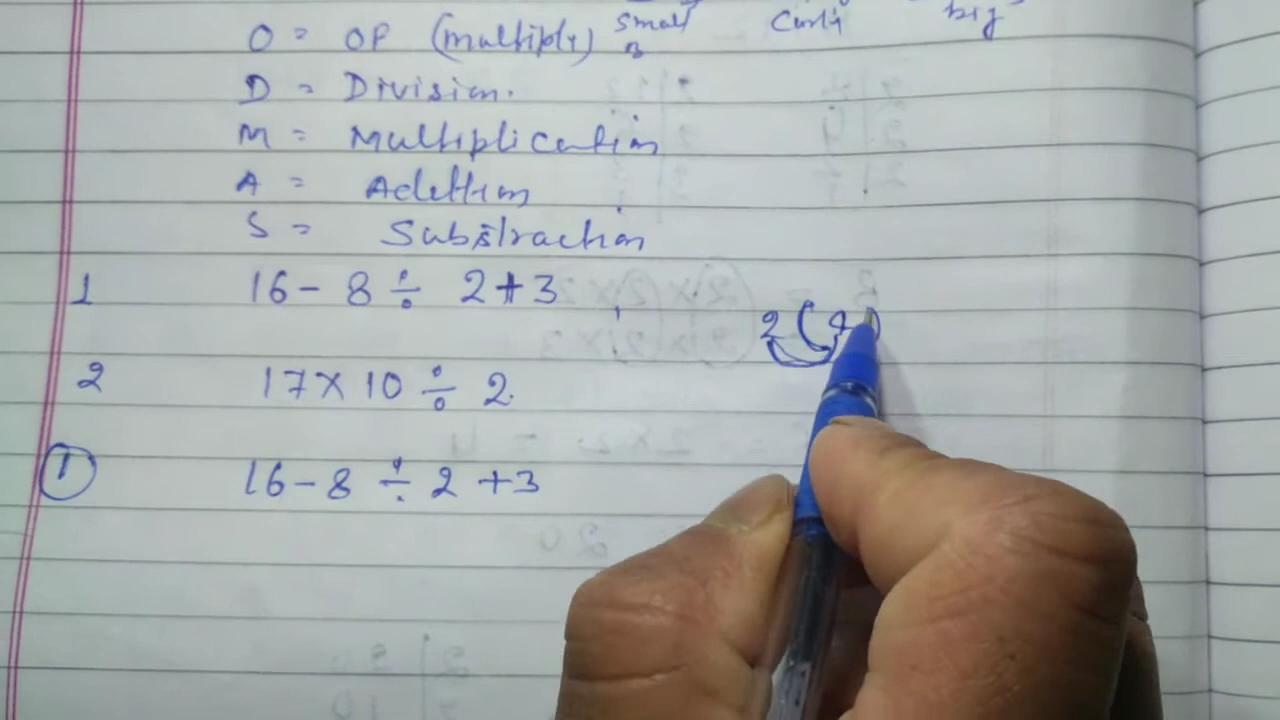 Small Curly big
O = OF (multiply) B
D = Division.
M = Multiplication
A = Addition
S = Substraction
1 16 - 8 ÷ 2 + 3
2 (
2 17 × 10 ÷ 2
1 16 - 8 ÷ 2 + 3